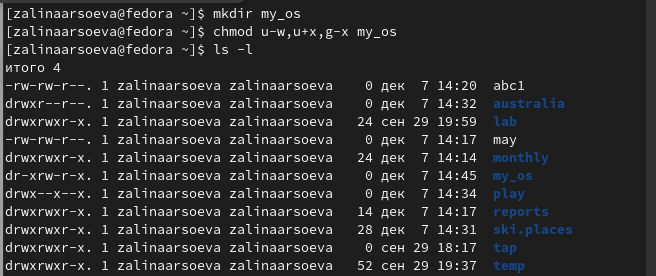 [zalinaarsoeva@fedora ~]$ mkdir my_os
[zalinaarsoeva@fedora ~]$ chmod u-w,u+x,g-x my_os
[zalinaarsoeva@fedora ~]$ ls -l
итого 4
-rw-rw-r--. 1 zalinaarsoeva zalinaarsoeva 0 дек 7 14:20 abc1
drwxr--r--. 1 zalinaarsoeva zalinaarsoeva 0 дек 7 14:32 australia
drwxrwxr-x. 1 zalinaarsoeva zalinaarsoeva 24 сен 29 19:59 lab
-rw-rw-r--. 1 zalinaarsoeva zalinaarsoeva 0 дек 7 14:17 may
drwxrwxr-x. 1 zalinaarsoeva zalinaarsoeva 24 дек 7 14:14 monthly
dr-xrw-r-x. 1 zalinaarsoeva zalinaarsoeva 0 дек 7 14:45 my_os
drwx--x--x. 1 zalinaarsoeva zalinaarsoeva 0 дек 7 14:34 play
drwxrwxr-x. 1 zalinaarsoeva zalinaarsoeva 14 дек 7 14:17 reports
drwxrwxr-x. 1 zalinaarsoeva zalinaarsoeva 28 дек 7 14:31 ski.places
drwxrwxr-x. 1 zalinaarsoeva zalinaarsoeva 0 сен 29 18:17 tap
drwxrwxr-x. 1 zalinaarsoeva zalinaarsoeva 52 сен 29 19:37 temp